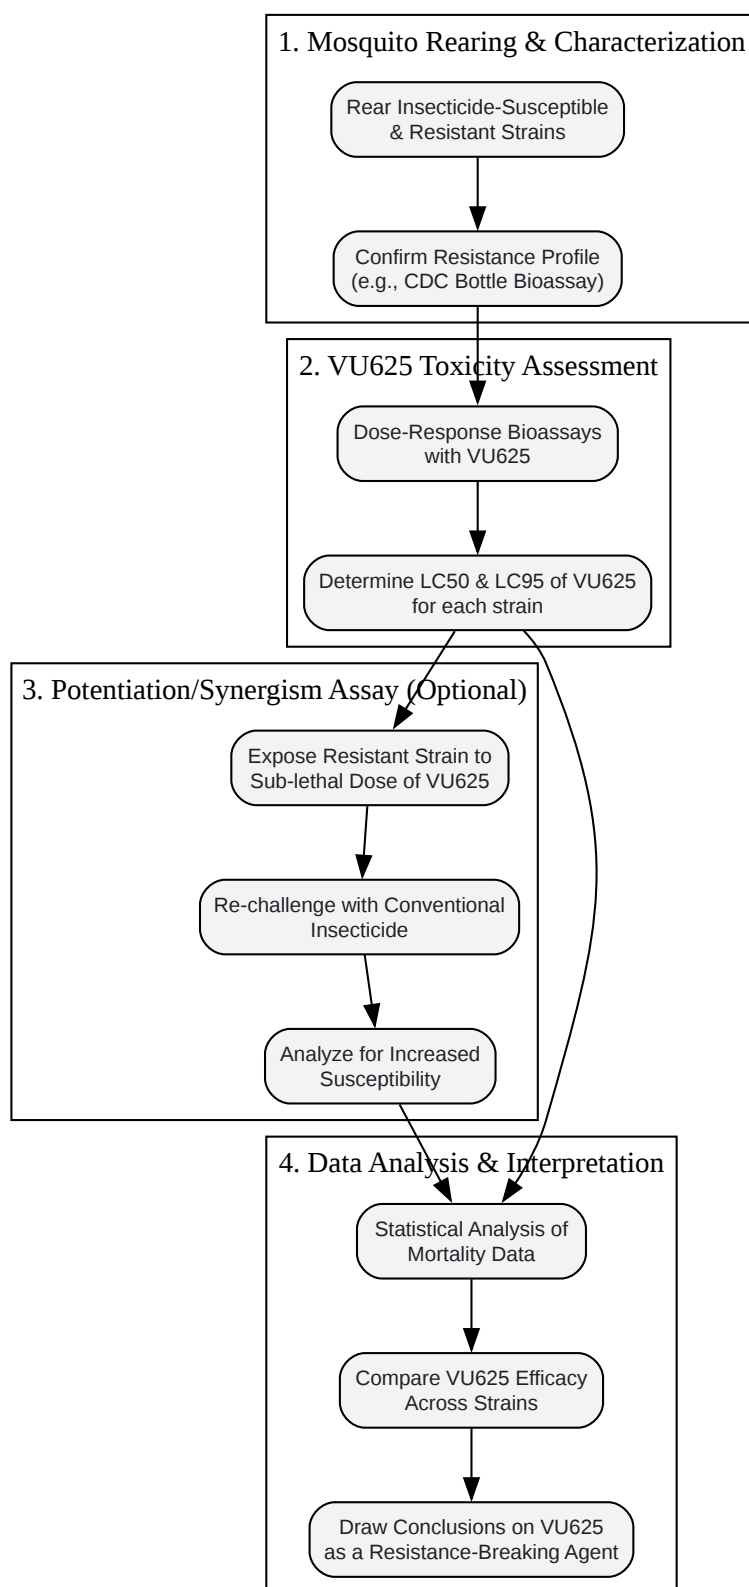 1. Mosquito Rearing & Characterization
Rear Insecticide-Susceptible
& Resistant Strains
Confirm Resistance Profile
(e.g., CDC Bottle Bioassay)
2. VU625 Toxicity Assessment
Dose-Response Bioassays
with VU625
Determine LC50 & LC95 of VU625
for each strain
3. Potentiation/Synergism Assay (Optional)
Expose Resistant Strain to
Sub-lethal Dose of VU625
Re-challenge with Conventional
Insecticide
Analyze for Increased
Susceptibility
4. Data Analysis & Interpretation
Statistical Analysis of
Mortality Data
Compare VU625 Efficacy
Across Strains
Draw Conclusions on VU625
as a Resistance-Breaking Agent